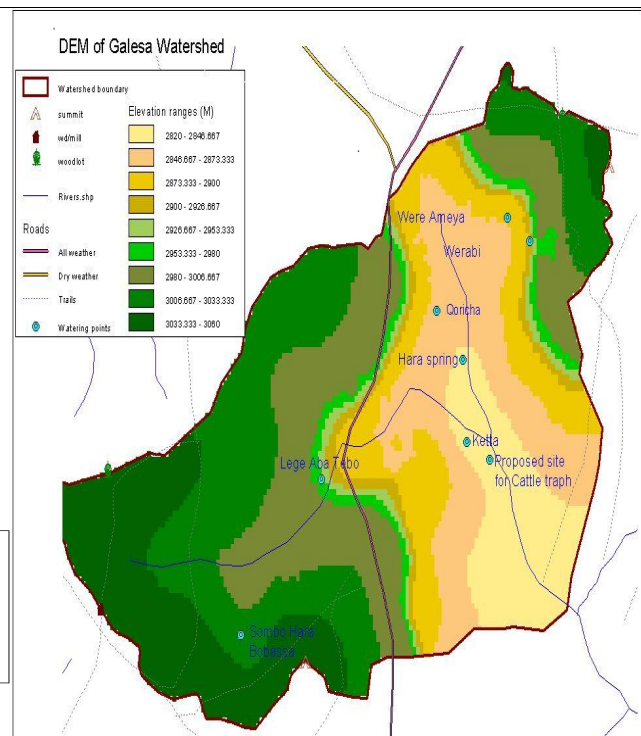 DEM of Galesa Watershed
Watershed boundary
summit
wd/mill
woodlot
Rivers.shp
Roads
All weather
Dry weather
Trails
Watering points
Elevation ranges (M)
2820 - 2846.667
2846.667 - 2873.333
2873.333 - 2900
2900 - 2926.667
2926.667 - 2953.333
2953.333 - 2980
2980 - 3006.667
3006.667 - 3033.333
3033.333 - 3060
Were Ameya
Werabi
Qoricha
Hara spring
Ketta
Proposed site
for Cattle traph
Lege Aba Tebo
Sombo Hara
Bobassa